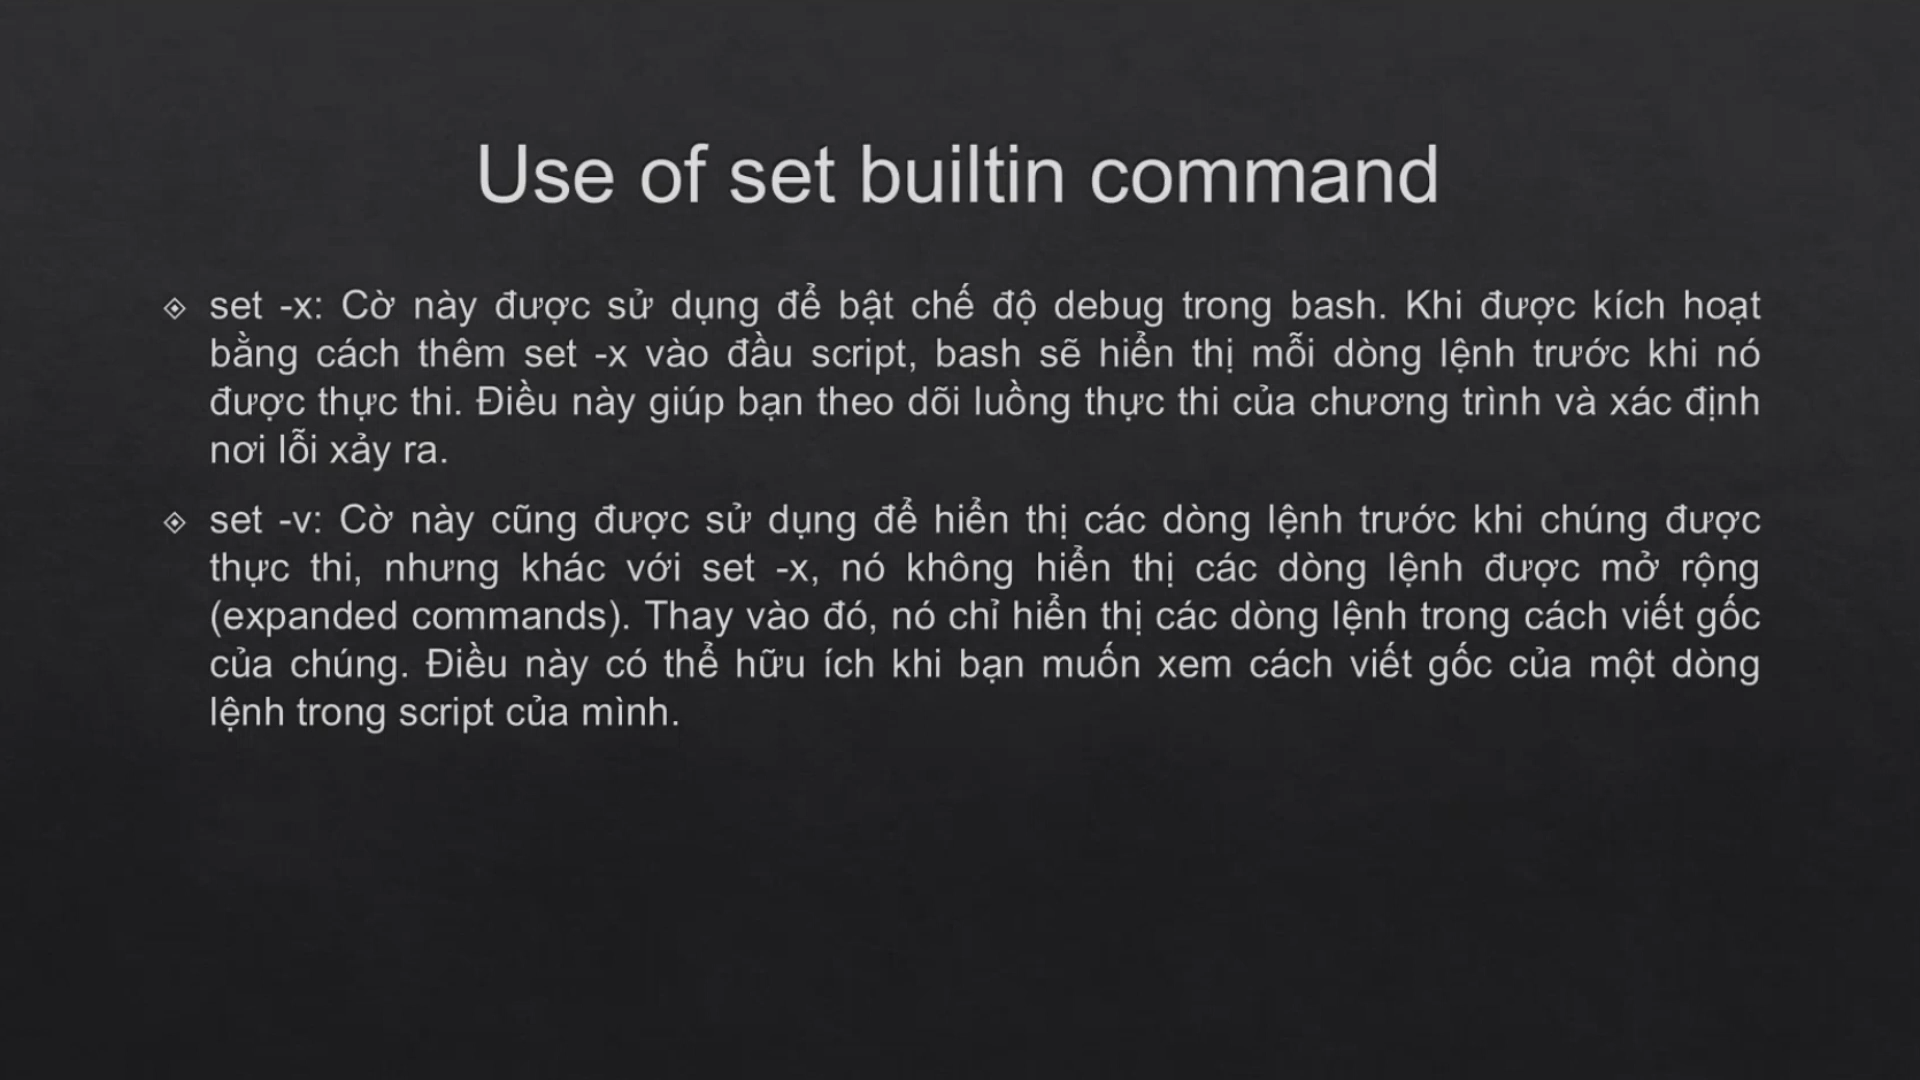 Use of set builtin command
set -x: Cờ này được sử dụng để bật chế độ debug trong bash. Khi được kích hoạt
bằng cách thêm set -x vào đầu script, bash sẽ hiển thị mỗi dòng lệnh trước khi nó
được thực thi. Điều này giúp bạn theo dõi luồng thực thi của chương trình và xác định
nơi lỗi xảy ra.
set -v: Cờ này cũng được sử dụng để hiển thị các dòng lệnh trước khi chúng được
thực thi, nhưng khác với set -x, nó không hiển thị các dòng lệnh được mở rộng
(expanded commands). Thay vào đó, nó chỉ hiển thị các dòng lệnh trong cách viết gốc
của chúng. Điều này có thể hữu ích khi bạn muốn xem cách viết gốc của một dòng
lệnh trong script của mình.